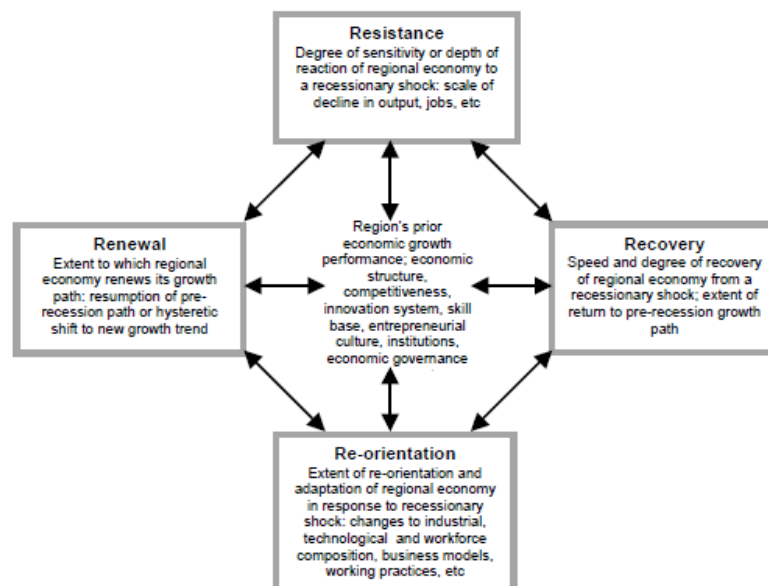 Resistance
Degree of sensitivity or depth of
reaction of regional economy to
a recessionary shock: scale of
decline in output, jobs, etc
Renewal
Extent to which regional
economy renews its growth
path: resumption of pre-
recession path or hysteretic
shift to new growth trend
Region's prior
economic growth
performance; economic
structure,
competitiveness,
innovation system, skill
base, entrepreneurial
culture, institutions,
economic governance
Recovery
Speed and degree of recovery
of regional economy from a
recessionary shock; extent of
return to pre-recession growth
path
Re-orientation
Extent of re-orientation and
adaptation of regional economy
in response to recessionary
shock: changes to industrial,
technological and workforce
composition, business models,
working practices, etc